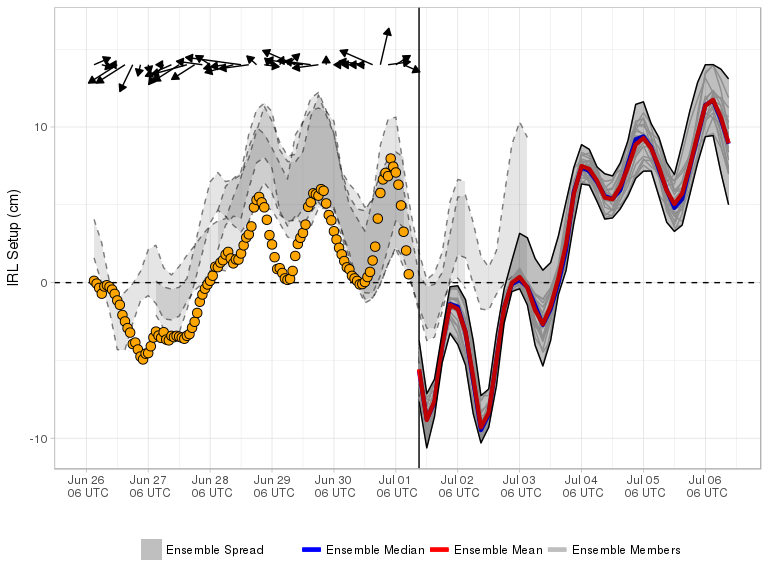 IRL Setup (cm)
10
0
-10
Jun 26 Jun 27 Jun 28 Jun 29 Jun 30 Jul 01 Jul 02 Jul 03 Jul 04 Jul 05 Jul 06
06 UTC 06 UTC 06 UTC 06 UTC 06 UTC 06 UTC 06 UTC 06 UTC 06 UTC 06 UTC 06 UTC
Ensemble Spread Ensemble Median Ensemble Mean Ensemble Members